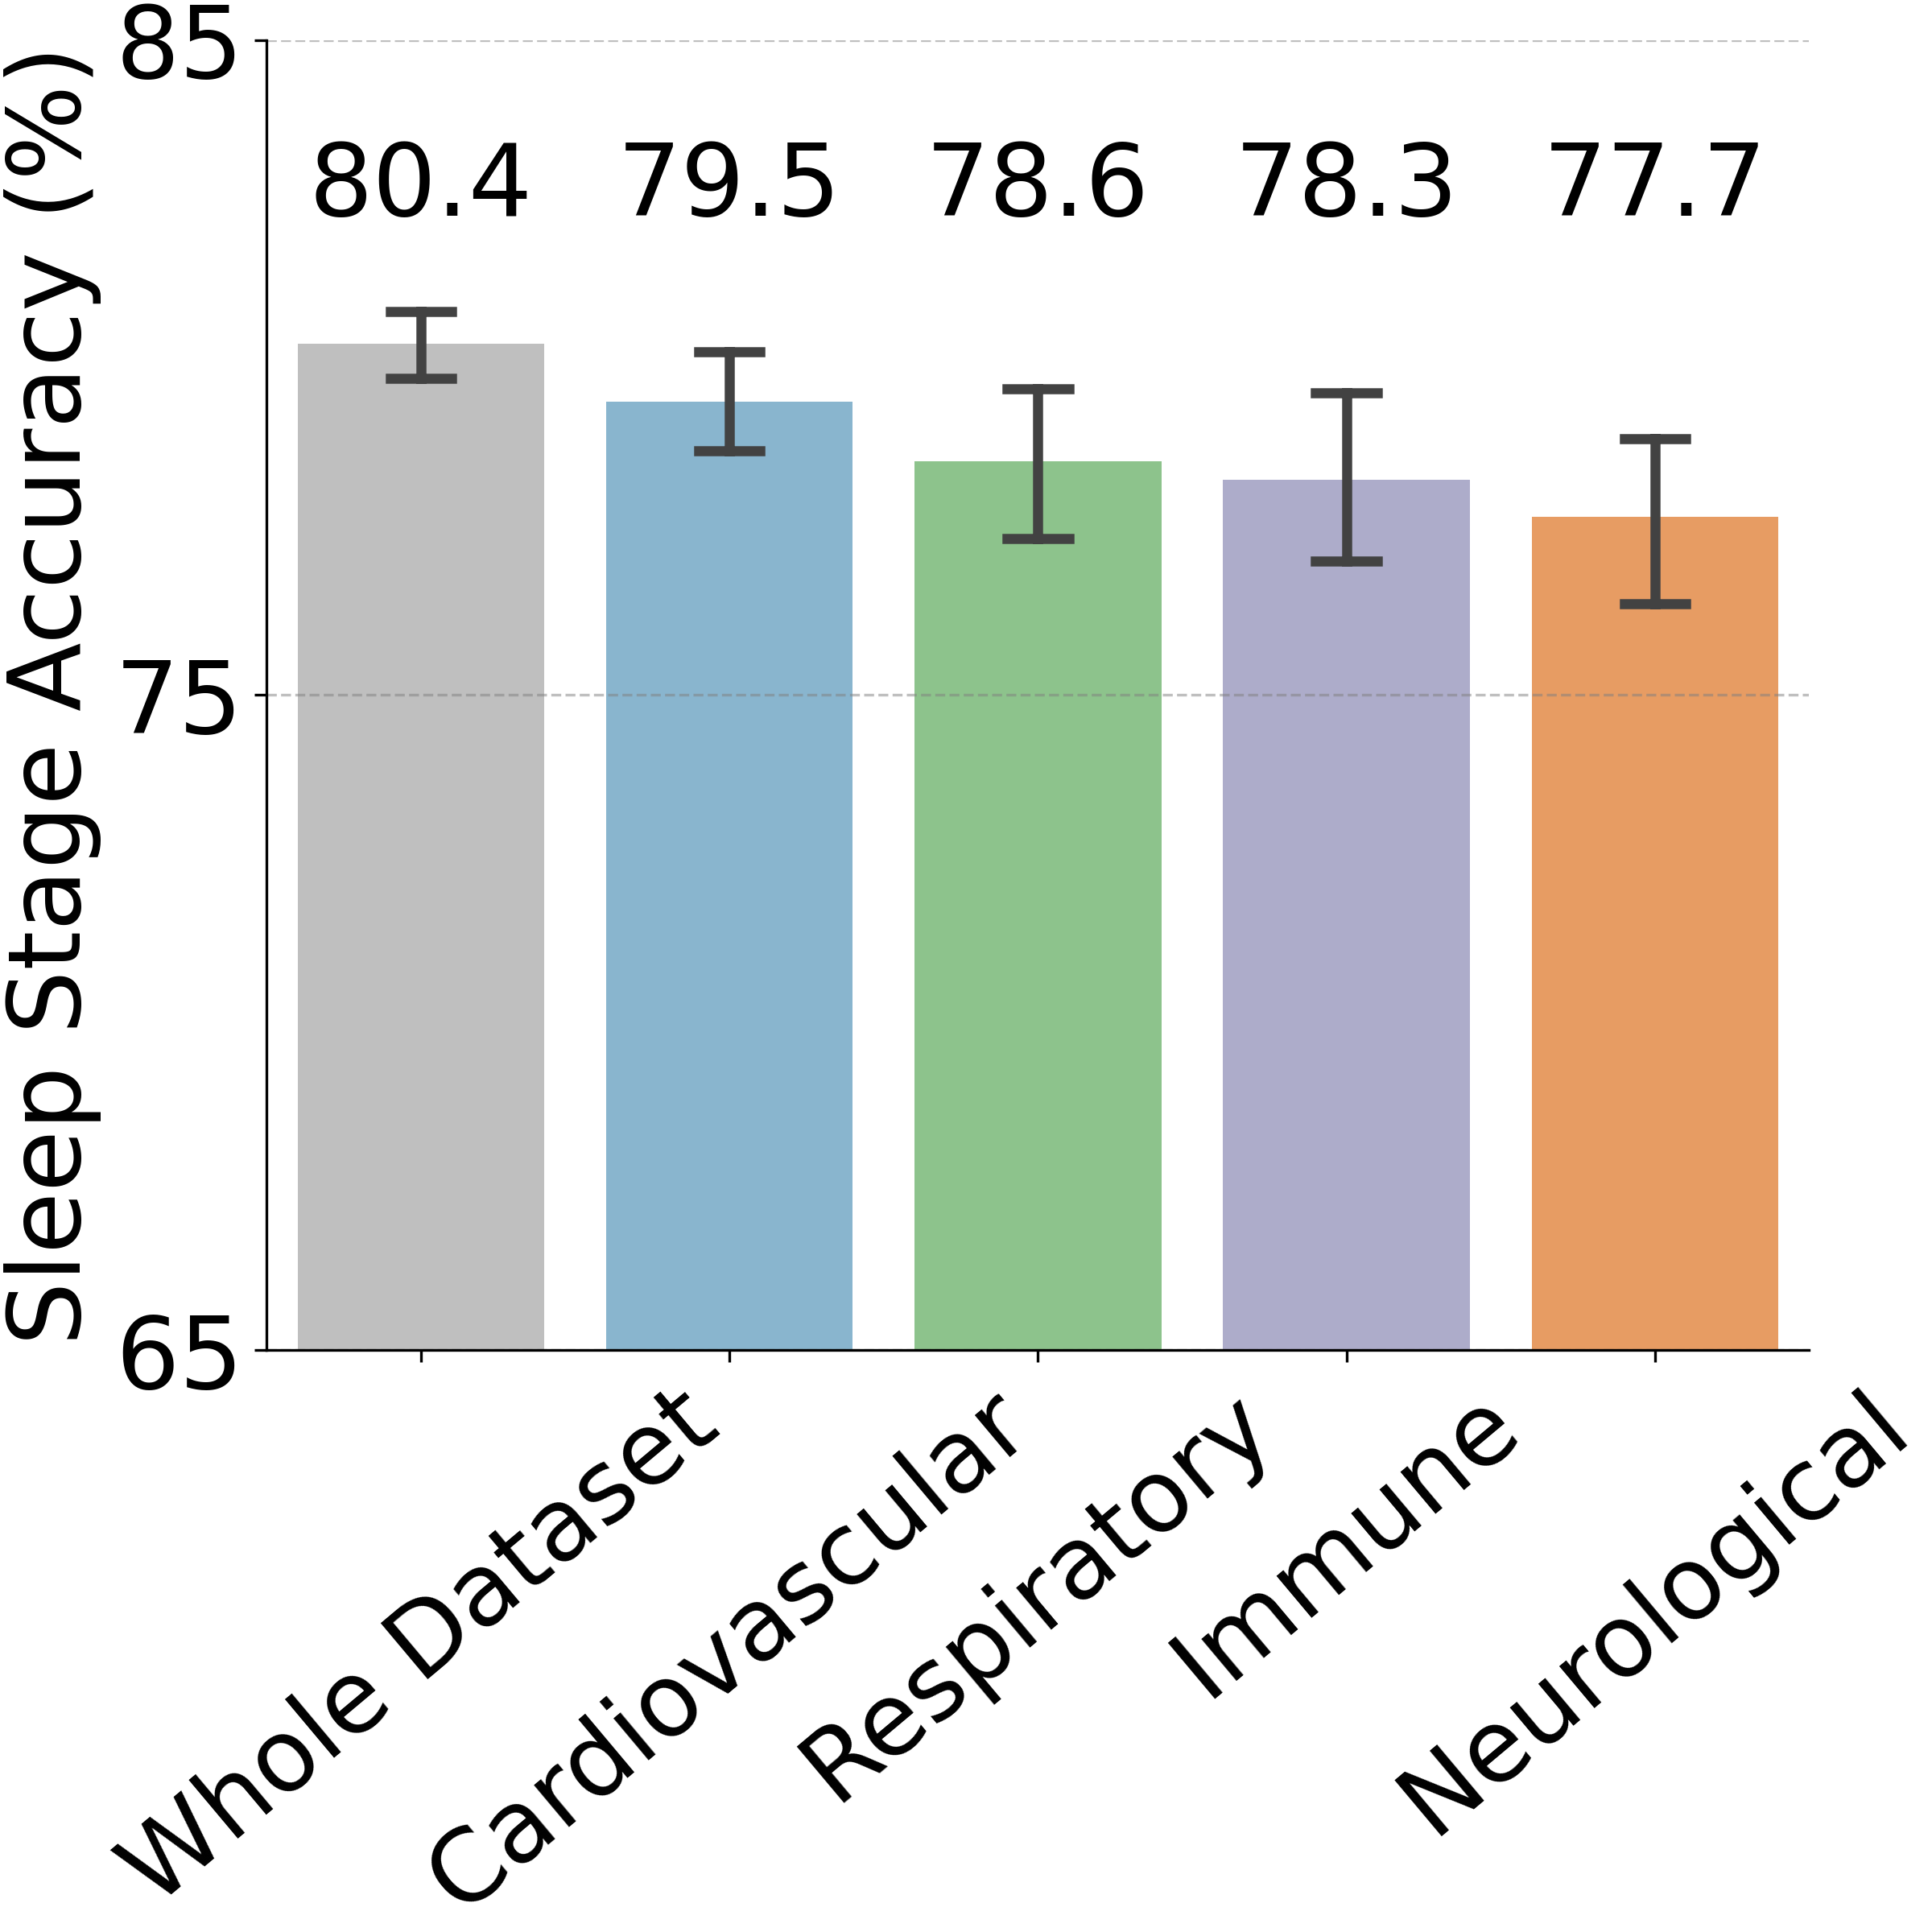 Sleep Stage Accuracy (%)
85
75
65
80.4 79.5 78.6 78.3 77.7
Whole Dataset
Cardiovascular
Respiratory
Immune
Neurological